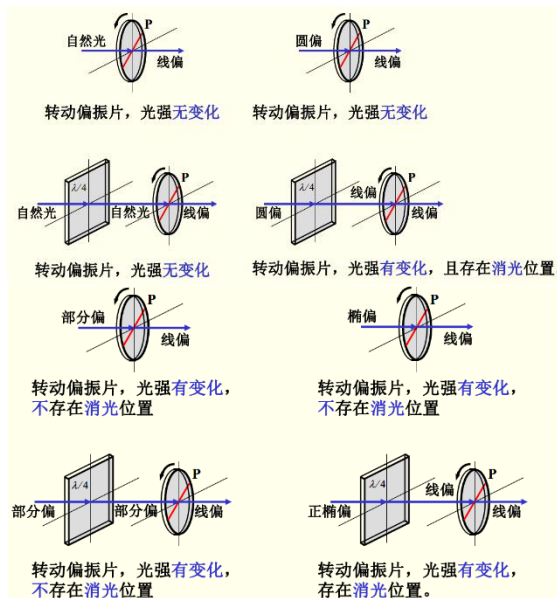 P
自然光
线偏
转动偏振片，光强无变化
P
圆偏
线偏
转动偏振片，光强无变化
λ/4
P
自然光
自然光
线偏
转动偏振片，光强无变化
λ/4
P
线偏
圆偏
线偏
转动偏振片，光强有变化，且存在消光位置.
P
部分偏
线偏
转动偏振片，光强有变化，
不存在消光位置
P
椭偏
线偏
转动偏振片，光强有变化，
不存在消光位置
λ/4
P
部分偏
部分偏
线偏
转动偏振片，光强有变化，
不存在消光位置
λ/4
P
线偏
正椭偏
线偏
转动偏振片，光强有变化，
存在消光位置。